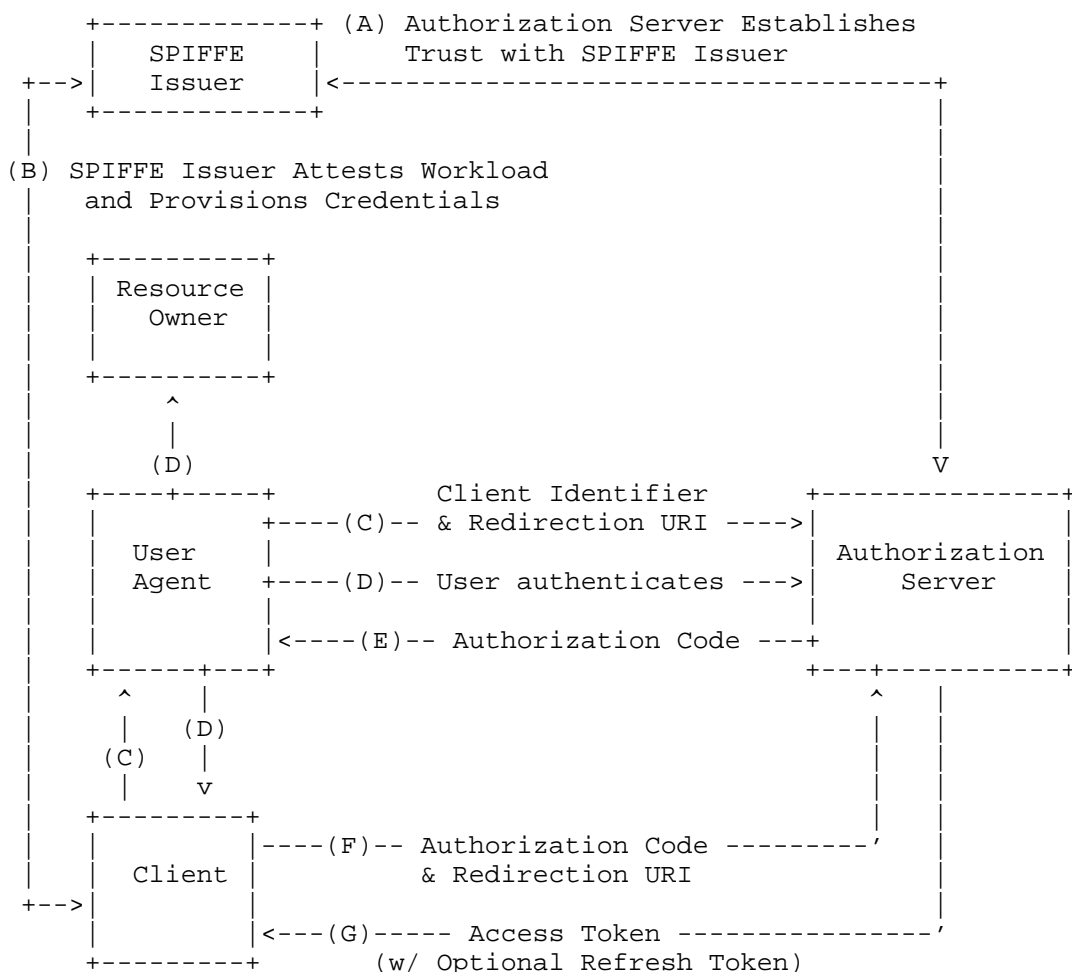 (A) Authorization Server Establishes
SPIFFE Trust with SPIFFE Issuer
Issuer
(B) SPIFFE Issuer Attests Workload
and Provisions Credentials
Resource
Owner
(D)
Client Identifier
(C) & Redirection URI
User Authorization
Agent (D) User authenticates Server
(E) Authorization Code
(D)
(C)
(F) Authorization Code
Client & Redirection URI
(G) Access Token
(w/ Optional Refresh Token)